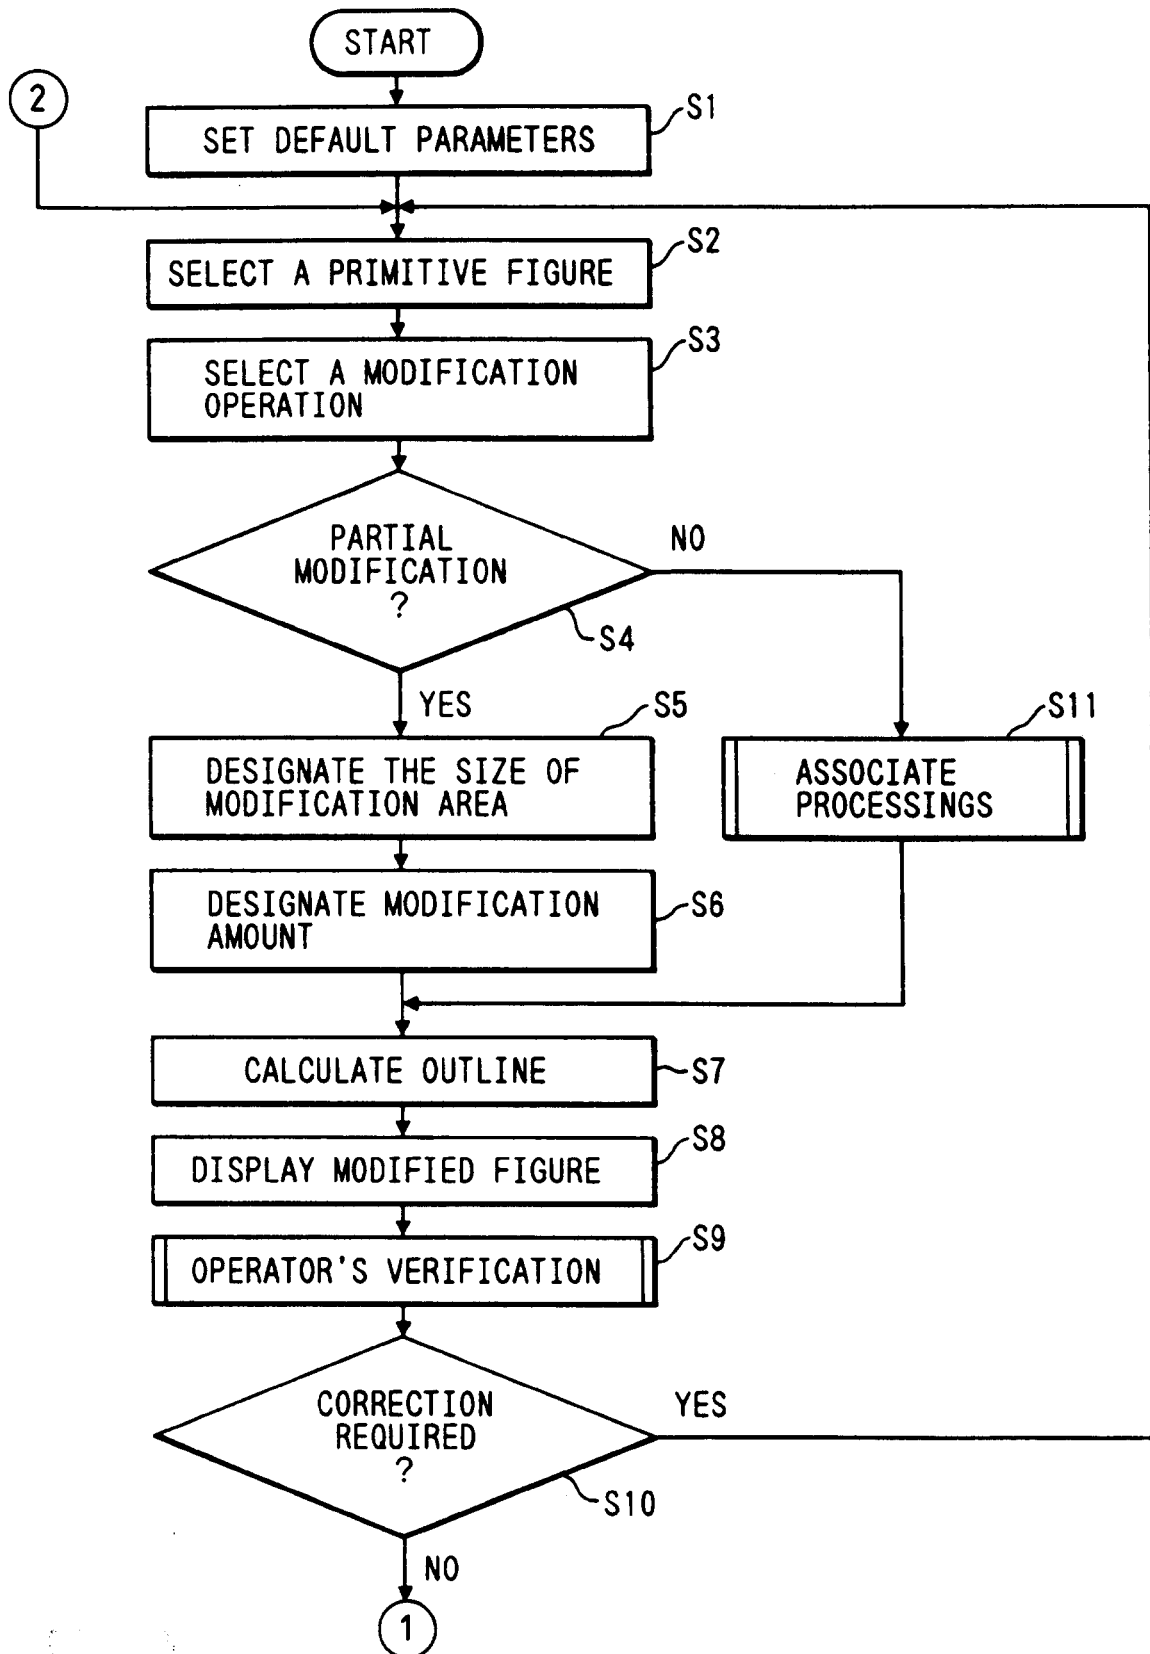 START
2
S1
SET DEFAULT PARAMETERS
S2
SELECT A PRIMITIVE FIGURE
S3
SELECT A MODIFICATION
OPERATION
PARTIAL
MODIFICATION
?
NO
S4
YES
S5
DESIGNATE THE SIZE OF
MODIFICATION AREA
S11
ASSOCIATE
PROCESSINGS
DESIGNATE MODIFICATION
AMOUNT
S6
CALCULATE OUTLINE
S7
S8
DISPLAY MODIFIED FIGURE
S9
OPERATOR'S VERIFICATION
CORRECTION
REQUIRED
?
YES
S10
NO
1